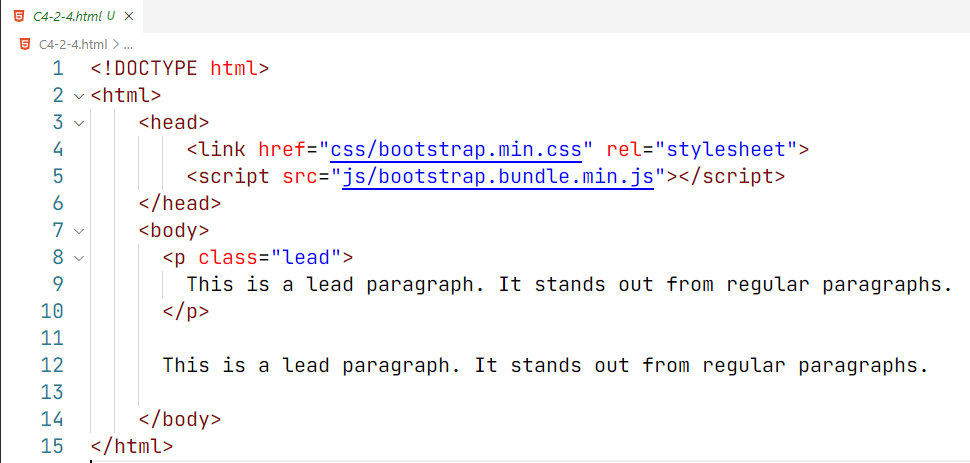 C4-2-4.html U ×
C4-2-4.html > ...
1 <!DOCTYPE html>
2 <html>
3 <head>
4 <link href="css/bootstrap.min.css" rel="stylesheet">
5 <script src="js/bootstrap.bundle.min.js"></script>
6 </head>
7 <body>
8 <p class="lead">
9 This is a lead paragraph. It stands out from regular paragraphs.
10 </p>
11
12 This is a lead paragraph. It stands out from regular paragraphs.
13
14 </body>
15 </html>